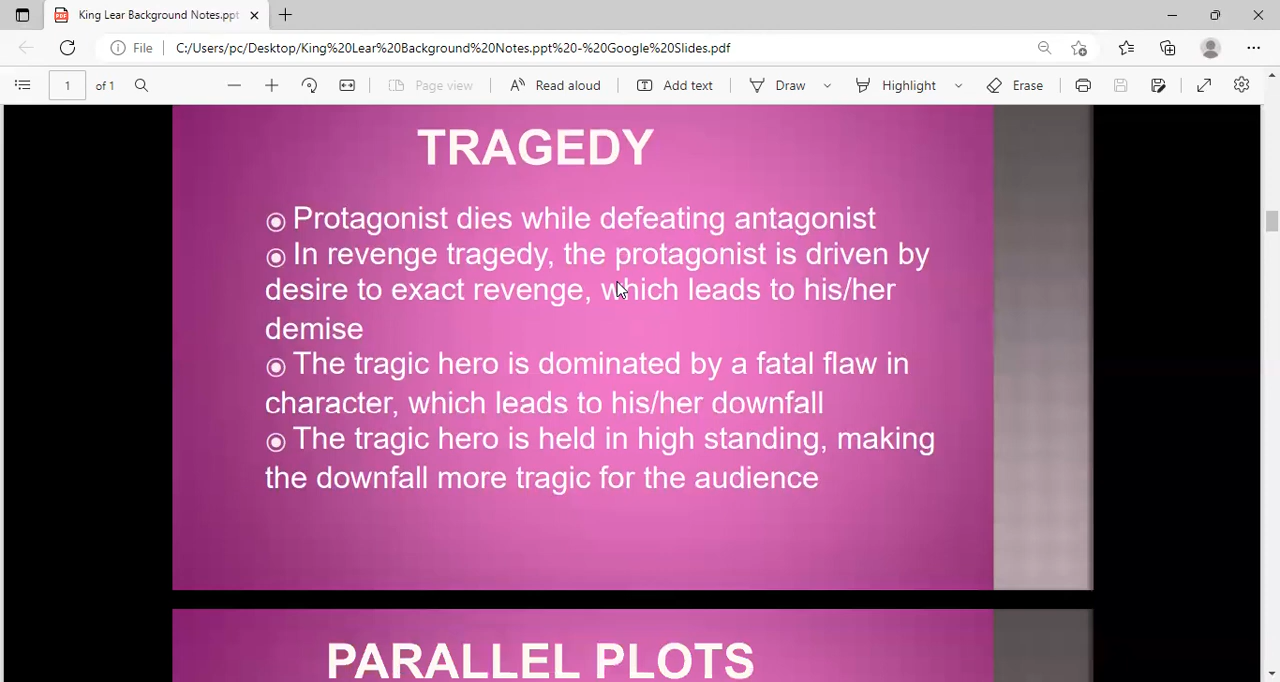 King Lear Background Notes.ppt
File
C:/Users/pc/Desktop/King%20Lear%20Background%20Notes.ppt%20-%20Google%20Slides.pdf
1 of 1
Page view
Read aloud
Add text
Draw
Highlight
Erase
TRAGEDY
Protagonist dies while defeating antagonist
In revenge tragedy, the protagonist is driven by
desire to exact revenge, which leads to his/her
demise
The tragic hero is dominated by a fatal flaw in
character, which leads to his/her downfall
The tragic hero is held in high standing, making
the downfall more tragic for the audience
PARALLEL PLOTS